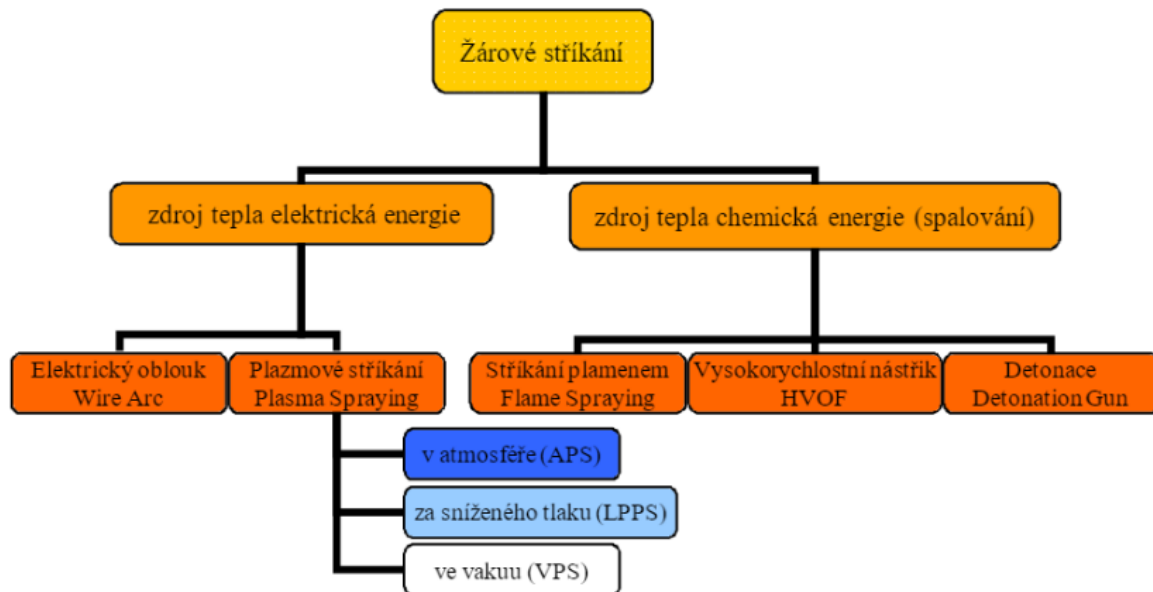 Žárové stříkání
zdroj tepla elektrická energie
zdroj tepla chemická energie (spalování)
Elektrický oblouk
Wire Arc
Plazmové stříkání
Plasma Spraying
Stříkání plamenem
Flame Spraying
Vysokorychlostní nástřik
HVOF
Detonace
Detonation Gun
v atmosféře (APS)
za sníženého tlaku (LPPS)
ve vakuu (VPS)